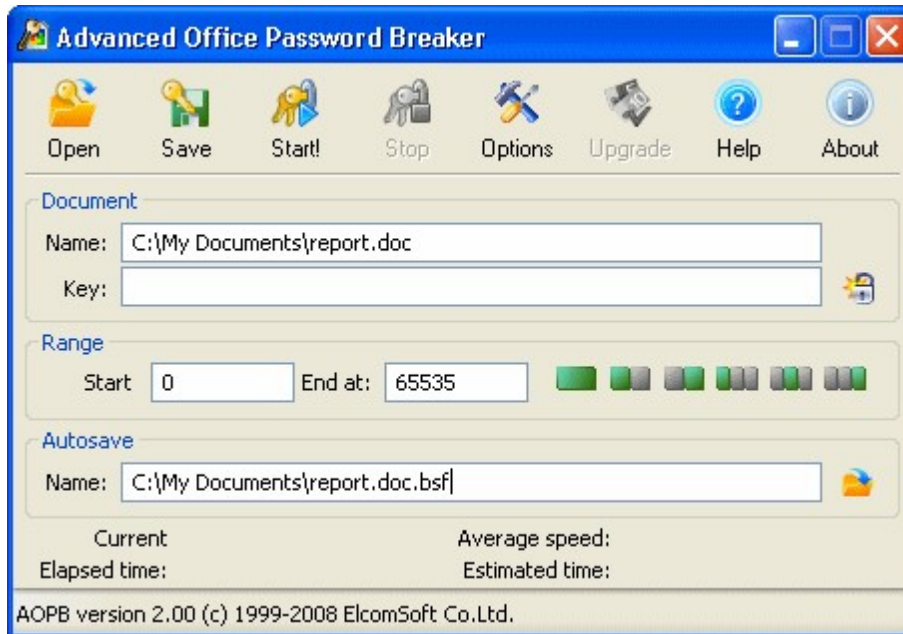 Advanced Office Password Breaker
Open Save Start! Stop Options Upgrade Help About
Document
Name: C:\My Documents\report.doc
Key:
Range
Start 0 End at: 65535
Autosave
Name: C:\My Documents\report.doc.bsf
Current Average speed:
Elapsed time: Estimated time:
AOPB version 2.00 (c) 1999-2008 ElcomSoft Co.Ltd.